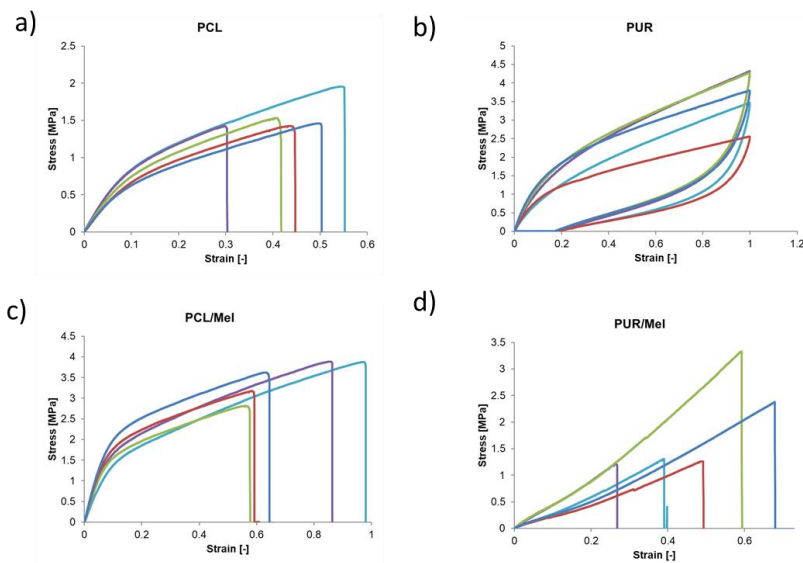 a)
PCL
Stress [MPa]
2.5
2
1.5
1
0.5
0
0 0.1 0.2 0.3 0.4 0.5 0.6
Strain [-]
b)
PUR
Stress [MPa]
5
4.5
4
3.5
3
2.5
2
1.5
1
0.5
0
0 0.2 0.4 0.6 0.8 1 1.2
Strain [-]
c)
PCL/Mel
Stress [MPa]
4.5
4
3.5
3
2.5
2
1.5
1
0.5
0
0 0.2 0.4 0.6 0.8 1
Strain [-]
d)
PUR/Mel
Stress [MPa]
4
3.5
3
2.5
2
1.5
1
0.5
0
0 0.2 0.4 0.6
Strain [-]